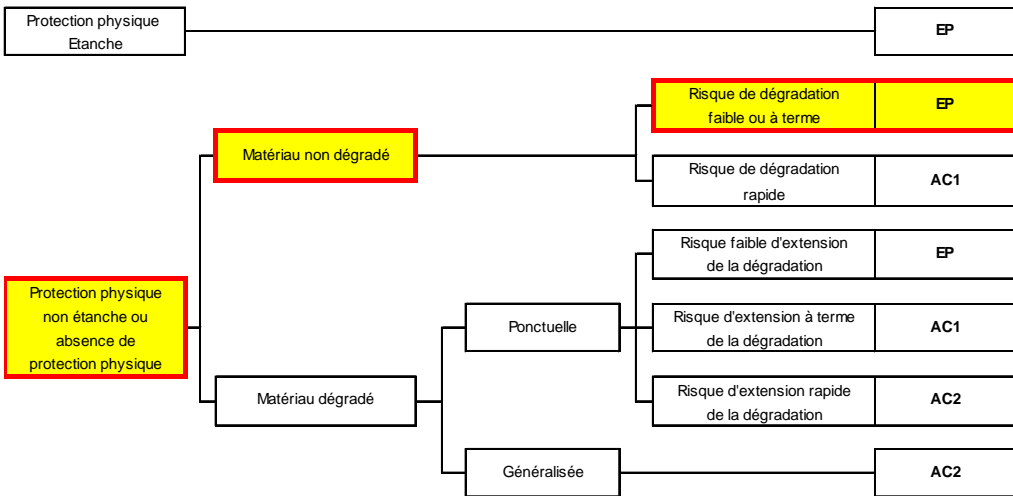 Protection physique
Etanche
EP
Risque de dégradation
faible ou à terme
EP
Matériau non dégradé
Risque de dégradation
rapide
AC1
Risque faible d'extension
de la dégradation
EP
Protection physique
non étanche ou
absence de
protection physique
Ponctuelle
Risque d'extension à terme
de la dégradation
AC1
Matériau dégradé
Risque d'extension rapide
de la dégradation
AC2
Généralisée
AC2